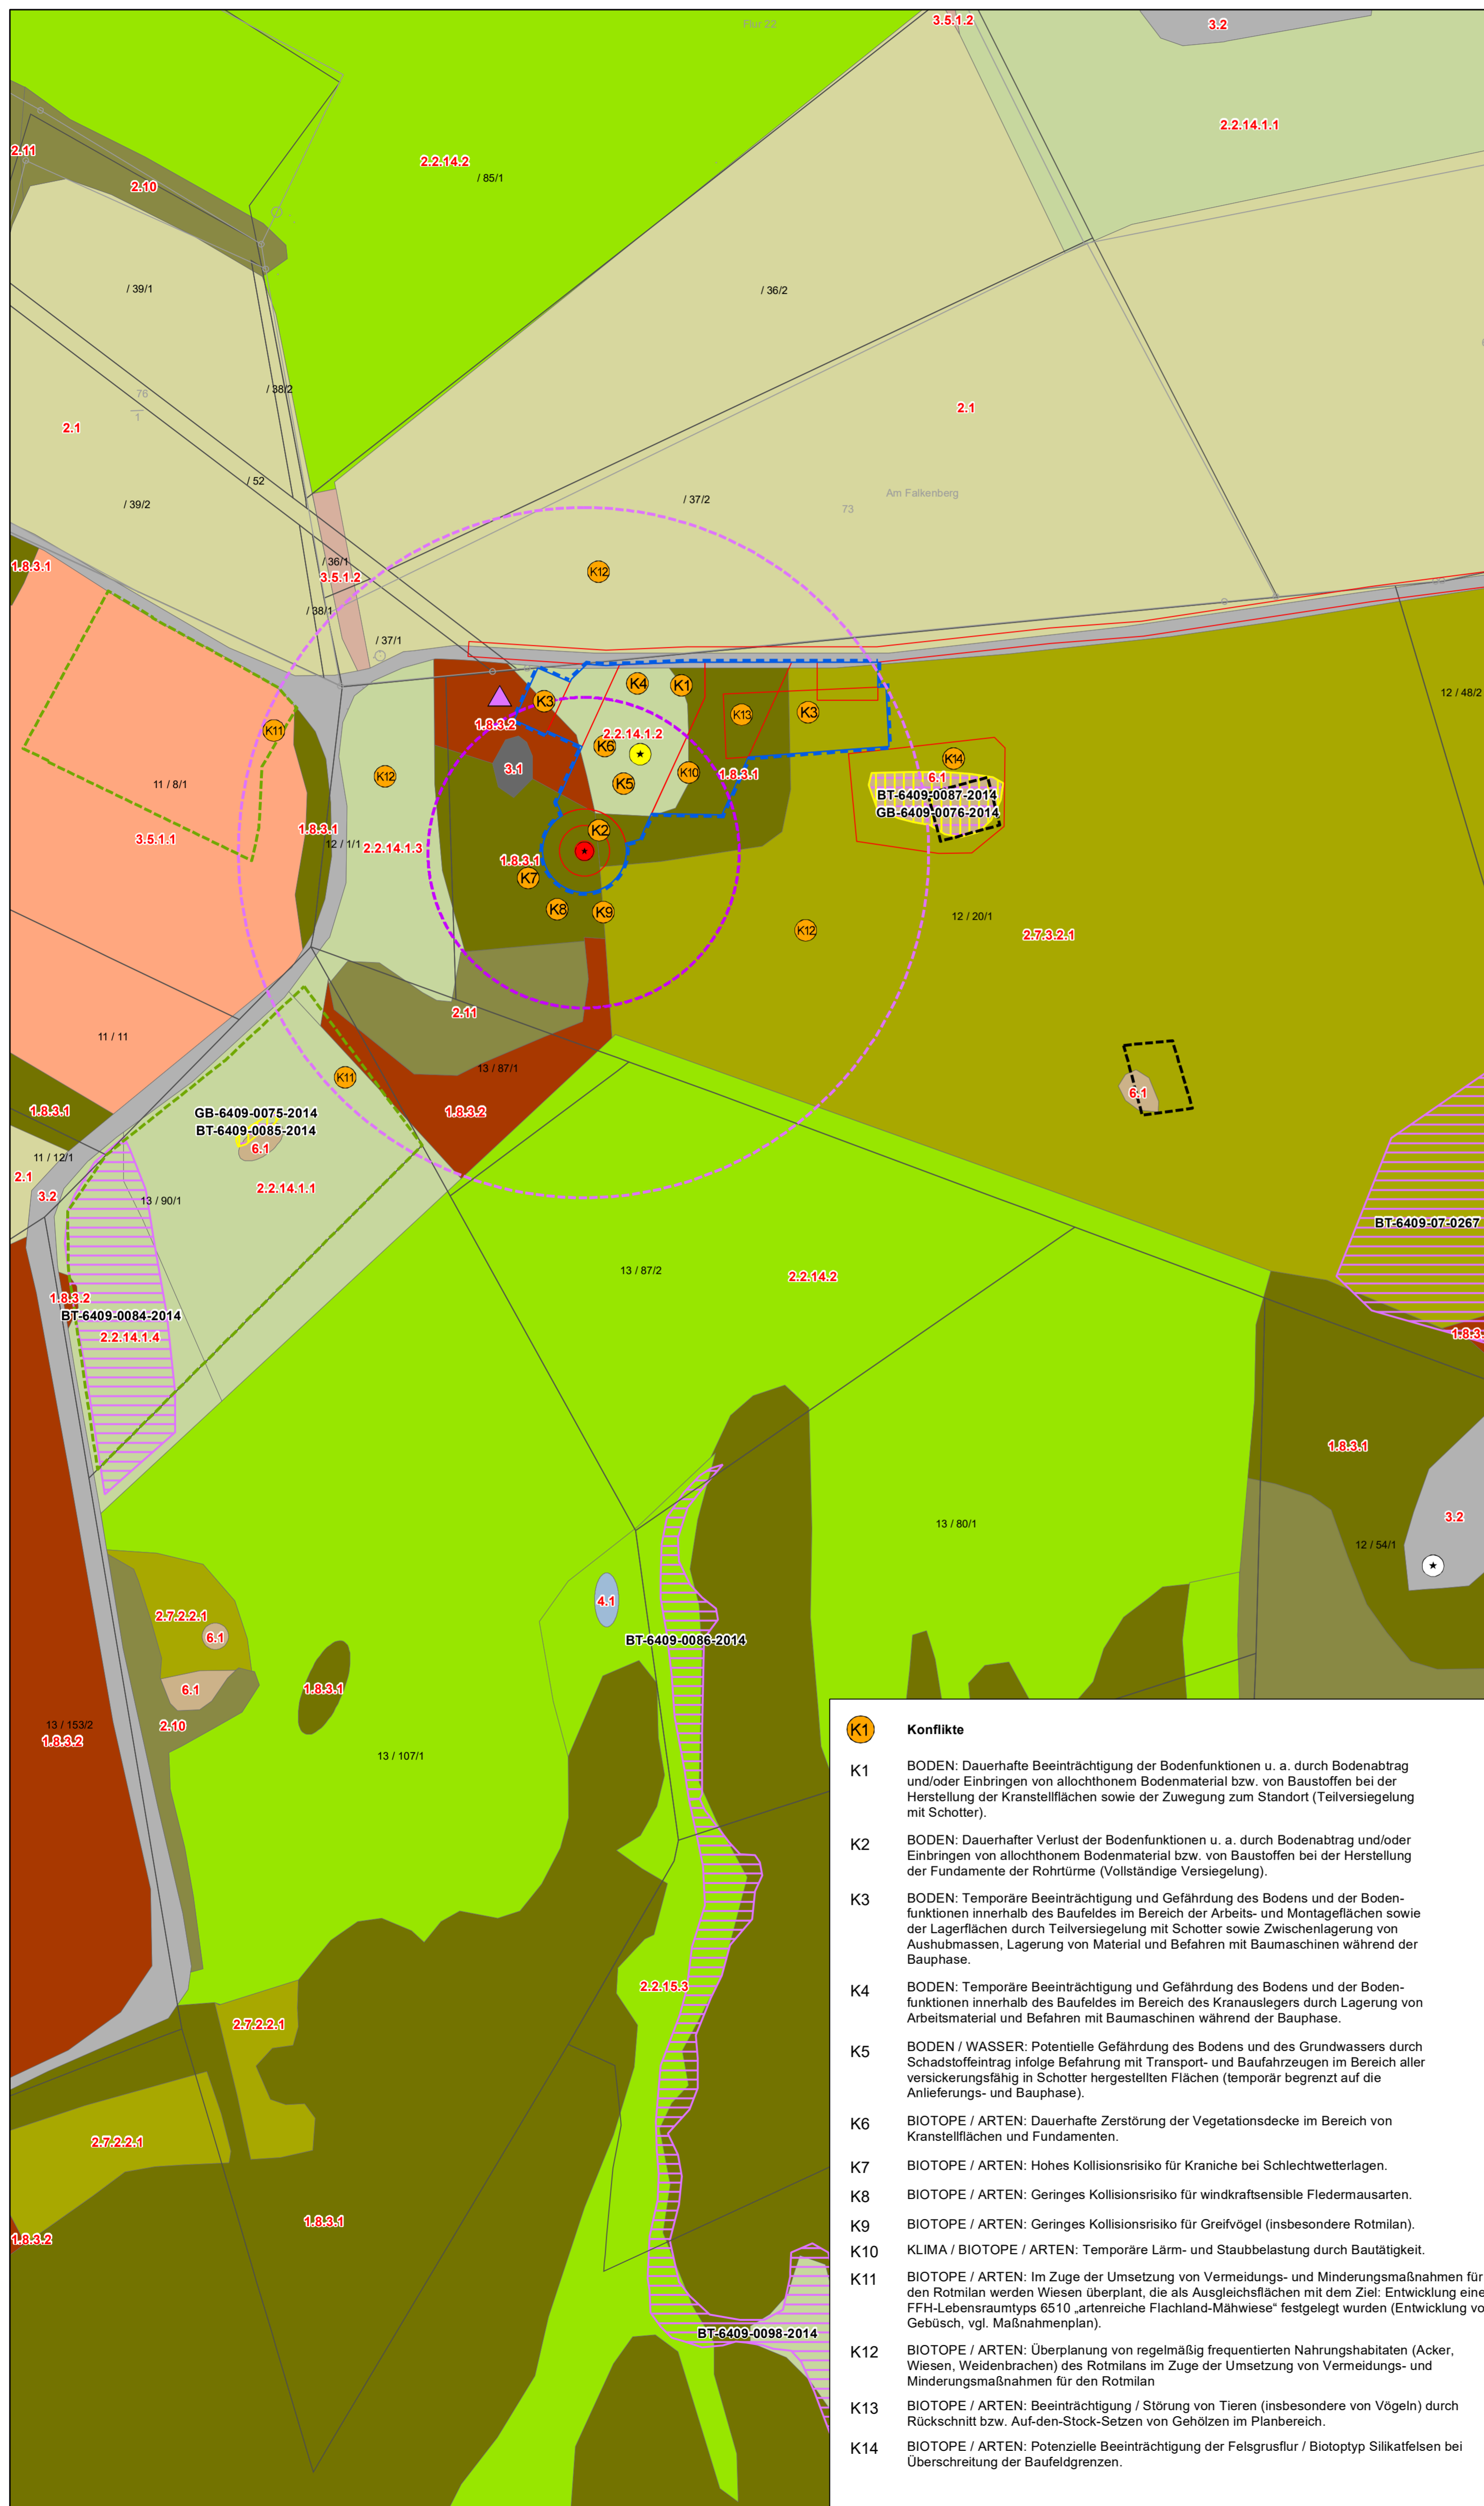 Flur 22
3.5.1.2
3.2
2.2.14.1.1
2.11
2.10
2.2.14.2
/ 85/1
/ 39/1
/ 36/2
/ 38/2
76
1
2.1
2.1
/ 52
/ 39/2
/ 37/2
Am Falkenberg
73
1.8.3.1
/ 36/1
3.5.1.2
K12
/ 38/1
/ 37/1
K4
K1
12 / 48/2
K3
K13
K3
1.8.3.2
K11
2.2.14.1.2
K6
K14
3.1
K12
K10
1.8.3.1
6.1
11 / 8/1
K5
BT-6409-0087-2014
GB-6409-0076-2014
1.8.3.1
K2
3.5.1.1
12 / 1/1
2.2.14.1.3
1.8.3.1
K7
K8
K9
12 / 20/1
K12
2.7.3.2.1
2.11
11 / 11
13 / 87/1
K11
6.1
1.8.3.1
GB-6409-0075-2014
1.8.3.2
BT-6409-0085-2014
6.1
11 / 12/1
2.1
3.2
2.2.14.1.1
13 / 90/1
BT-6409-07-0267
13 / 87/2
2.2.14.2
1.8.3.2
BT-6409-0084-2014
2.2.14.1.4
1.8.3.
1.8.3.1
3.2
13 / 80/1
12 / 54/1
4.1
2.7.2.2.1
6.1
BT-6409-0086-2014
6.1
1.8.3.1
2.10
13 / 153/2
1.8.3.2
13 / 107/1
2.2.15.3
2.7.2.2.1
2.7.2.2.1
1.8.3.1
1.8.3.2
BT-6409-0098-2014
K1 Konflikte
K1 BODEN: Dauerhafte Beeinträchtigung der Bodenfunktionen u. a. durch Bodenabtrag
und/oder Einbringen von allochthonem Bodenmaterial bzw. von Baustoffen bei der
Herstellung der Kranstellflächen sowie der Zuwegung zum Standort (Teilversiegelung
mit Schotter).
K2 BODEN: Dauerhafter Verlust der Bodenfunktionen u. a. durch Bodenabtrag und/oder
Einbringen von allochthonem Bodenmaterial bzw. von Baustoffen bei der Herstellung
der Fundamente der Rohrtürme (Vollständige Versiegelung).
K3 BODEN: Temporäre Beeinträchtigung und Gefährdung des Bodens und der Boden-
funktionen innerhalb des Baufeldes im Bereich der Arbeits- und Montageflächen sowie
der Lagerflächen durch Teilversiegelung mit Schotter sowie Zwischenlagerung von
Aushubmassen, Lagerung von Material und Befahren mit Baumaschinen während der
Bauphase.
K4 BODEN: Temporäre Beeinträchtigung und Gefährdung des Bodens und der Boden-
funktionen innerhalb des Baufeldes im Bereich des Kranauslegers durch Lagerung von
Arbeitsmaterial und Befahren mit Baumaschinen während der Bauphase.
K5 BODEN / WASSER: Potentielle Gefährdung des Bodens und des Grundwassers durch
Schadstoffeintrag infolge Befahrung mit Transport- und Baufahrzeugen im Bereich aller
versickerungsfähig in Schotter hergestellten Flächen (temporär begrenzt auf die
Anlieferungs- und Bauphase).
K6 BIOTOPE / ARTEN: Dauerhafte Zerstörung der Vegetationsdecke im Bereich von
Kranstellflächen und Fundamenten.
K7 BIOTOPE / ARTEN: Hohes Kollisionsrisiko für Kraniche bei Schlechtwetterlagen.
K8 BIOTOPE / ARTEN: Geringes Kollisionsrisiko für windkraftsensible Fledermausarten.
K9 BIOTOPE / ARTEN: Geringes Kollisionsrisiko für Greifvögel (insbesondere Rotmilan).
K10 KLIMA / BIOTOPE / ARTEN: Temporäre Lärm- und Staubbelastung durch Bautätigkeit.
K11 BIOTOPE / ARTEN: Im Zuge der Umsetzung von Vermeidungs- und Minderungsmaßnahmen für
den Rotmilan werden Wiesen überplant, die als Ausgleichsflächen mit dem Ziel: Entwicklung eine
FFH-Lebensraumtyps 6510 „artenreiche Flachland-Mähwiese“ festgelegt wurden (Entwicklung vo
Gebüsch, vgl. Maßnahmenplan).
K12 BIOTOPE / ARTEN: Überplanung von regelmäßig frequentierten Nahrungshabitaten (Acker,
Wiesen, Weidenbrachen) des Rotmilans im Zuge der Umsetzung von Vermeidungs- und
Minderungsmaßnahmen für den Rotmilan
K13 BIOTOPE / ARTEN: Beeinträchtigung / Störung von Tieren (insbesondere von Vögeln) durch
Rückschnitt bzw. Auf-den-Stock-Setzen von Gehölzen im Planbereich.
K14 BIOTOPE / ARTEN: Potenzielle Beeinträchtigung der Felsgrusflur / Biotoptyp Silikatfelsen bei
Überschreitung der Baufeldgrenzen.